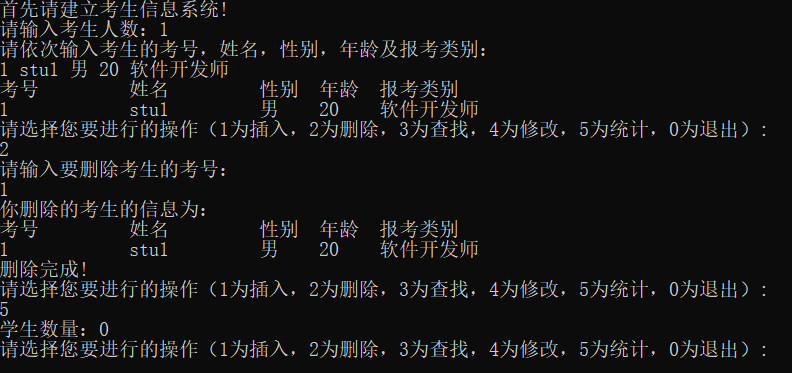 首先请建立考生信息系统!
请输入考生人数：1
请依次输入考生的考号，姓名，性别，年龄及报考类别：
1 stu1 男 20 软件开发师
考号 姓名 性别 年龄 报考类别
1 stu1 男 20 软件开发师
请选择您要进行的操作（1为插入，2为删除，3为查找，4为修改，5为统计，0为退出）：
2
请输入要删除考生的考号：
1
你删除的考生的信息为：
考号 姓名 性别 年龄 报考类别
1 stu1 男 20 软件开发师
删除完成!
请选择您要进行的操作（1为插入，2为删除，3为查找，4为修改，5为统计，0为退出）：
5
学生数量：0
请选择您要进行的操作（1为插入，2为删除，3为查找，4为修改，5为统计，0为退出）：